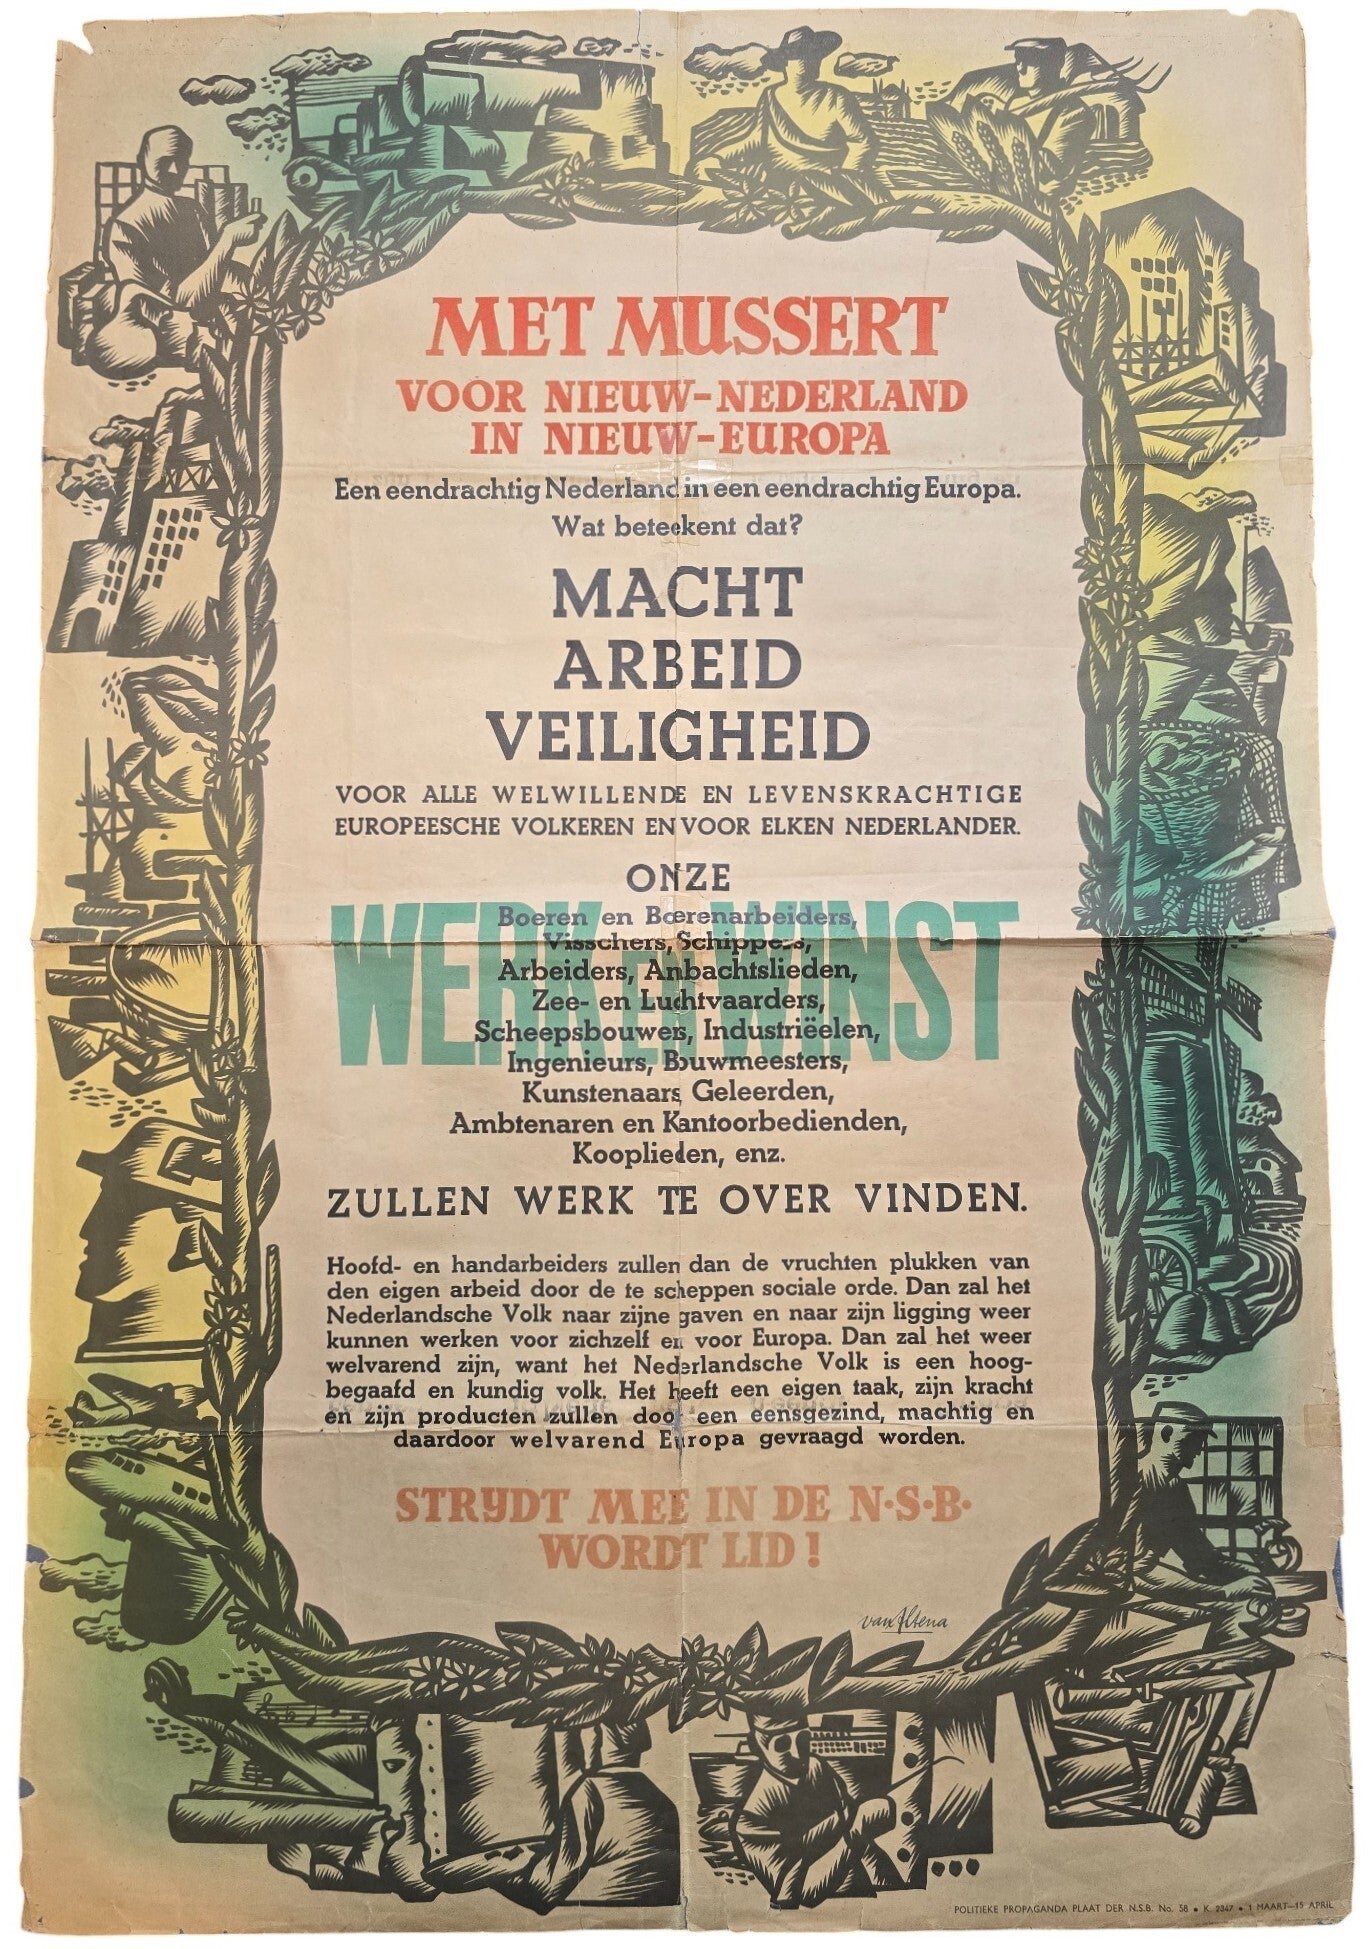 MET MUSSERT
VOOR NIEUW-NEDERLAND
IN NIEUW-EUROPA
Een eendrachtig Nederland in een eendrachtig Europa.
Wat beteekent dat?
MACHT
ARBEID
VEILIGHEID
VOOR ALLE WELWILLENDE EN LEVENSKRACHTIGE
EUROPEESCHE VOLKEREN EN VOOR ELKEN NEDERLANDER.
ONZE
WERK EN WINST
Boeren en Boerenarbeiders,
Visschers, Schippers,
Arbeiders, Ambachtslieden,
Zee- en Luchtvaarders,
Scheepsbouwers, Industriëelen,
Ingenieurs, Bouwmeesters,
Kunstenaars, Geleerden,
Ambtenaren en Kantoorbedienden,
Kooplieden, enz.
ZULLEN WERK TE OVER VINDEN.
Hoofd- en handarbeiders zullen dan de vruchten plukken van
den eigen arbeid door de te scheppen sociale orde. Dan zal het
Nederlandsche Volk naar zijne gaven en naar zijn ligging weer
kunnen werken voor zichzelf en voor Europa. Dan zal het weer
welvarend zijn, want het Nederlandsche Volk is een hoog-
begaafd en kundig volk. Het heeft een eigen taak, zijn kracht
en zijn producten zullen door een eensgezind, machtig en
daardoor welvarend Europa gevraagd worden.
STRIJDT MEE IN DE N·S·B·
WORDT LID!
van Altena
POLITIEKE PROPAGANDA PLAAT DER N.S.B. No. 58 • K 2347 • 1 MAART—15 APRIL